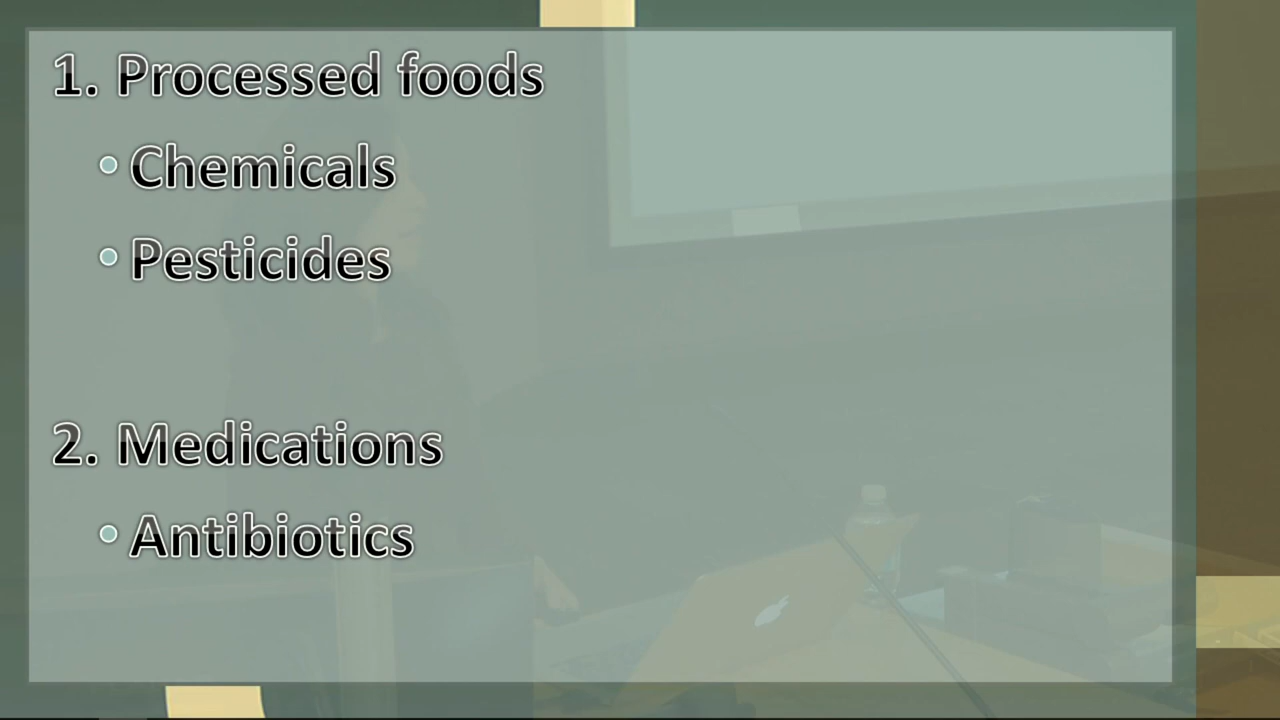 1. Processed foods
• Chemicals
• Pesticides
2. Medications
• Antibiotics